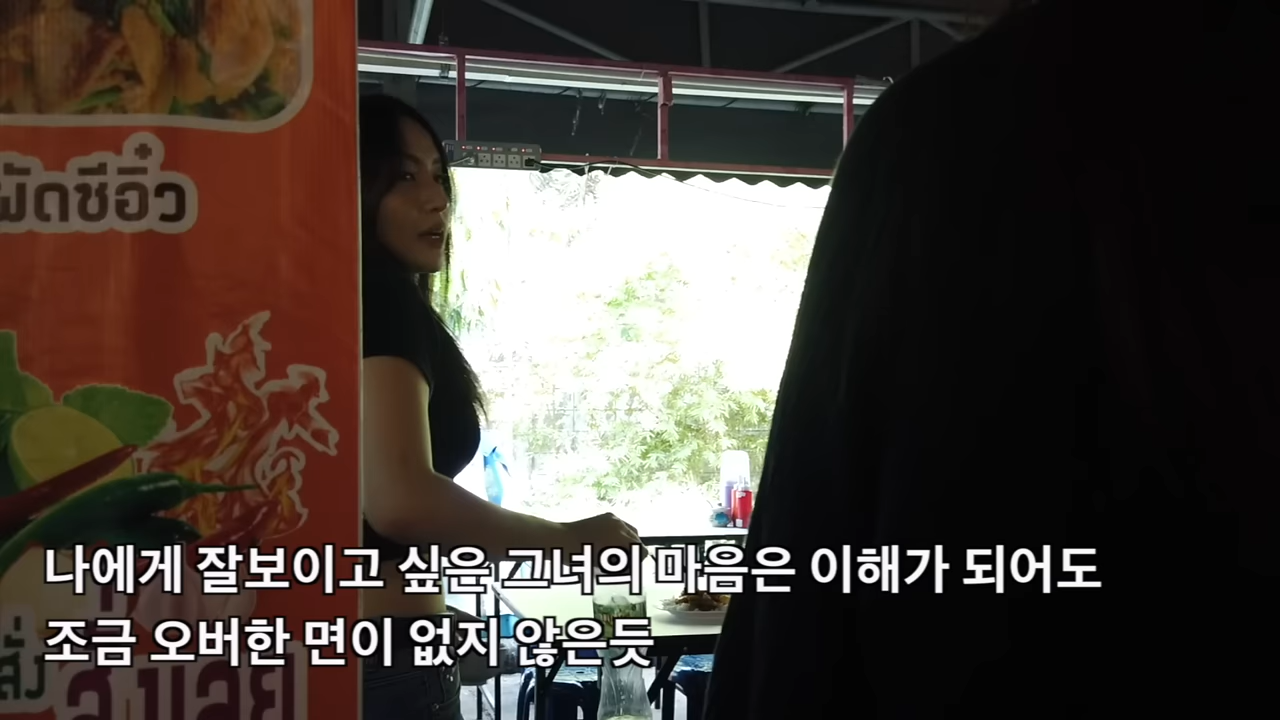 ผัดซีอิ๊ว
나에게 잘보이고 싶은 그녀의 마음은 이해가 되어도
조금 오버한 면이 없지 않은듯